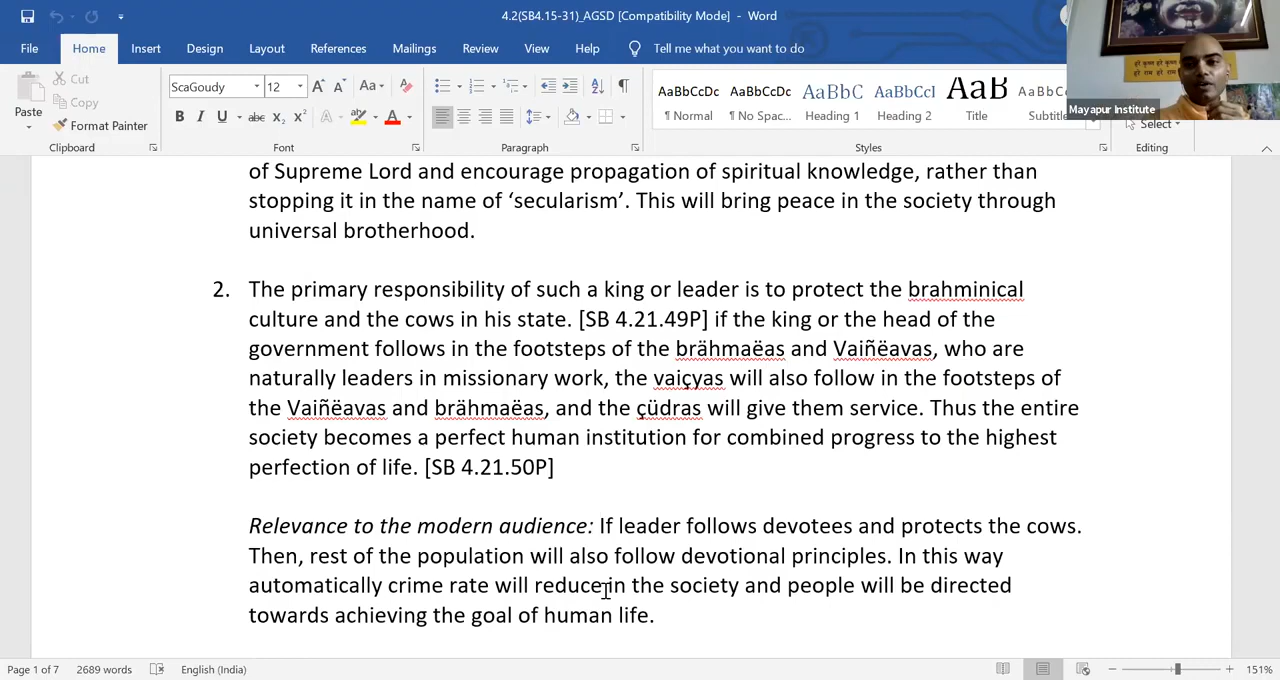 4.2(SB4.15-31)_AGSD [Compatibility Mode] - Word
File Home Insert Design Layout References Mailings Review View Help Tell me what you want to do
Cut
Copy
Paste
Format Painter
ScaGoudy 12
Aa
B I U abc X₂ X²
AaBbCcDc AaBbCcDc AaBbC AaBbCcl AaB AaBbC
¶ Normal ¶ No Spac... Heading 1 Heading 2 Title Subtitle
Select
Clipboard Font Paragraph Styles Editing
हरे कृष्ण हरे कृष्ण
हरे राम हरे राम
Mayapur Institute
of Supreme Lord and encourage propagation of spiritual knowledge, rather than
stopping it in the name of ‘secularism’. This will bring peace in the society through
universal brotherhood.
2. The primary responsibility of such a king or leader is to protect the brahminical
culture and the cows in his state. [SB 4.21.49P] if the king or the head of the
government follows in the footsteps of the brähmaëas and Vaiñëavas, who are
naturally leaders in missionary work, the vaiçyas will also follow in the footsteps of
the Vaiñëavas and brähmaëas, and the çüdras will give them service. Thus the entire
society becomes a perfect human institution for combined progress to the highest
perfection of life. [SB 4.21.50P]
Relevance to the modern audience: If leader follows devotees and protects the cows.
Then, rest of the population will also follow devotional principles. In this way
automatically crime rate will reduce in the society and people will be directed
towards achieving the goal of human life.
Page 1 of 7 2689 words English (India) 151%